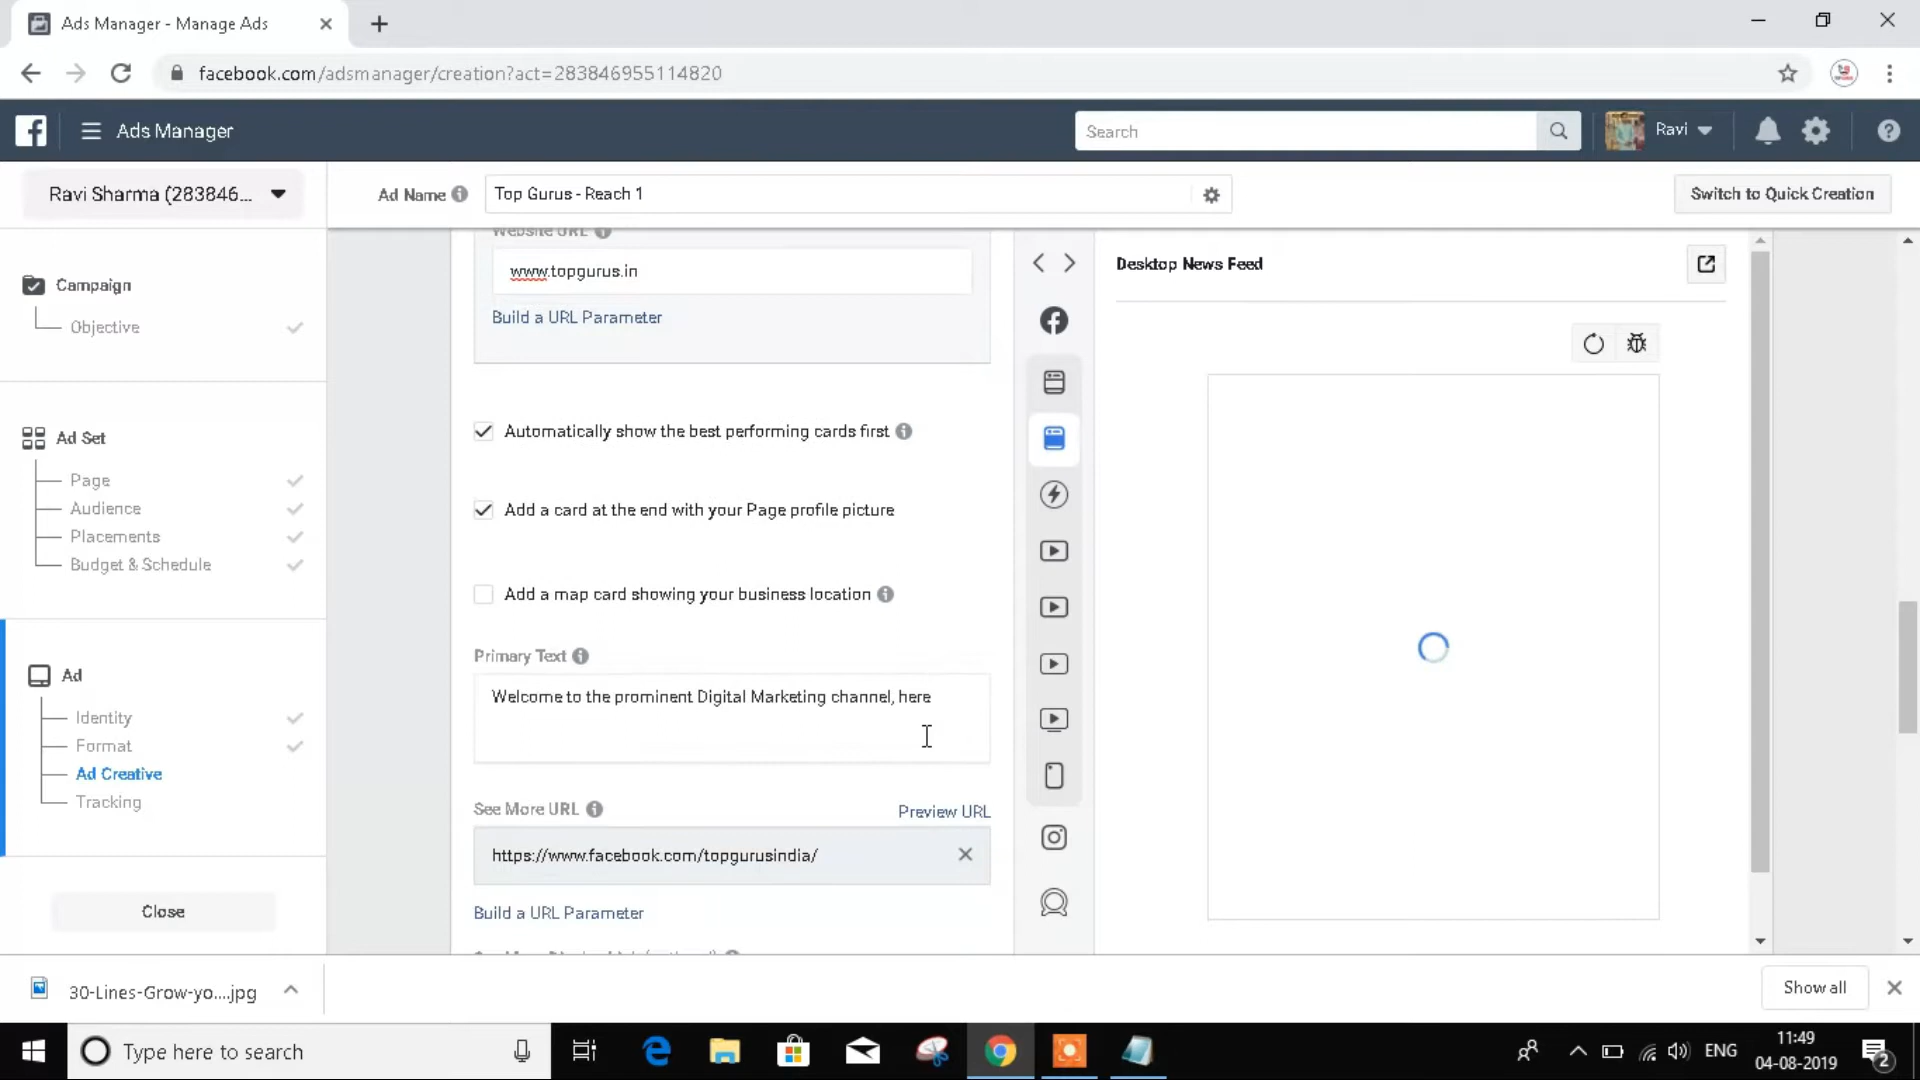 Ads Manager - Manage Ads
facebook.com/adsmanager/creation?act=283846955114820
Ads Manager
Search
Ravi
Ravi Sharma (283846...
Ad Name
Top Gurus - Reach 1
Switch to Quick Creation
Campaign
Objective
Ad Set
Page
Audience
Placements
Budget & Schedule
Ad
Identity
Format
Ad Creative
Tracking
Close
Website URL
www.topgurus.in
Build a URL Parameter
Automatically show the best performing cards first
Add a card at the end with your Page profile picture
Add a map card showing your business location
Primary Text
Welcome to the prominent Digital Marketing channel, here
See More URL
Preview URL
https://www.facebook.com/topgurusindia/
Build a URL Parameter
Desktop News Feed
30-Lines-Grow-yo....jpg
Show all
Type here to search
ENG
11:49
04-08-2019
2